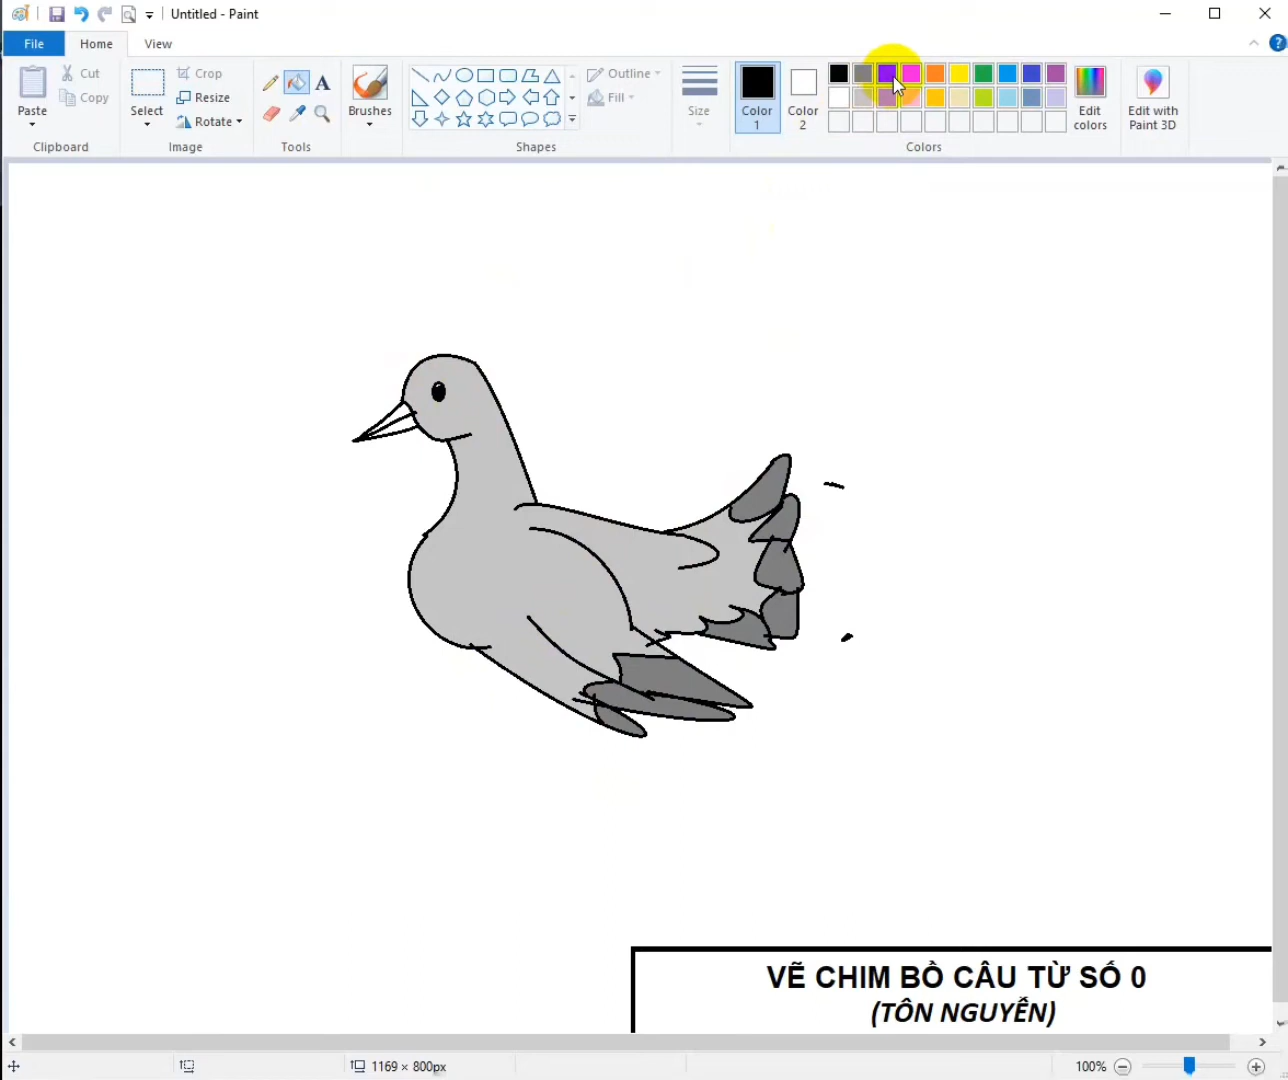 Untitled - Paint
File
Home
View
Paste
Cut
Copy
Clipboard
Select
Crop
Resize
Rotate
Image
A
Tools
Brushes
Outline
Fill
Shapes
Size
Color 1
Color 2
Edit colors
Colors
Edit with Paint 3D
VẼ CHIM BỒ CÂU TỪ SỐ 0
(TÔN NGUYỄN)
1169 × 800px
100%